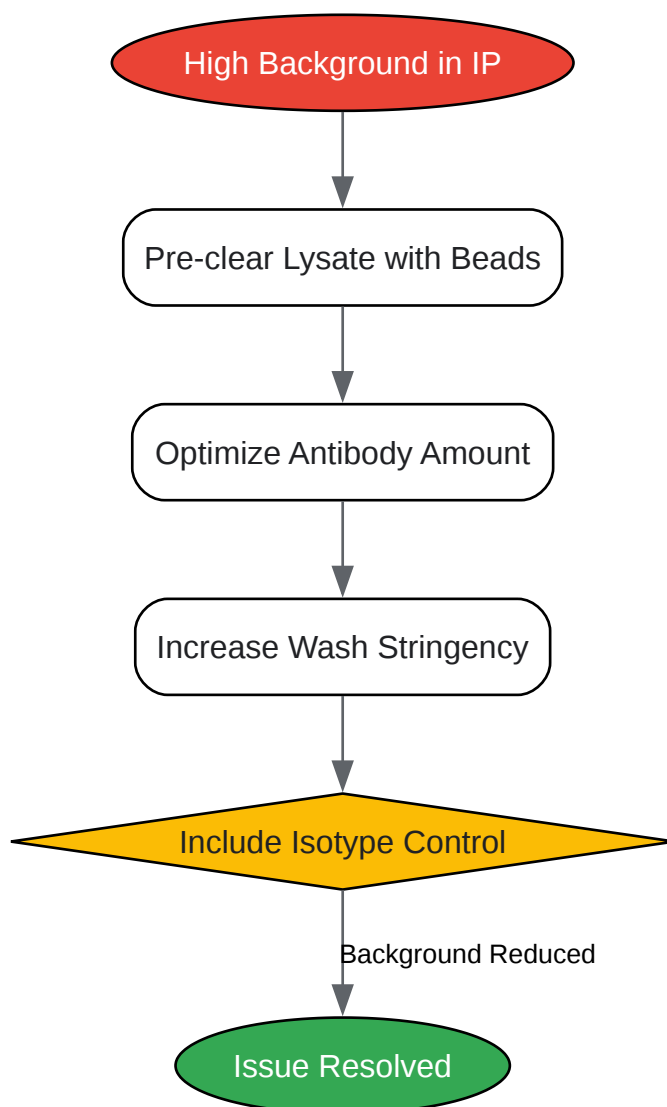 High Background in IP
Pre-clear Lysate with Beads
Optimize Antibody Amount
Increase Wash Stringency
Include Isotype Control
Background Reduced
Issue Resolved